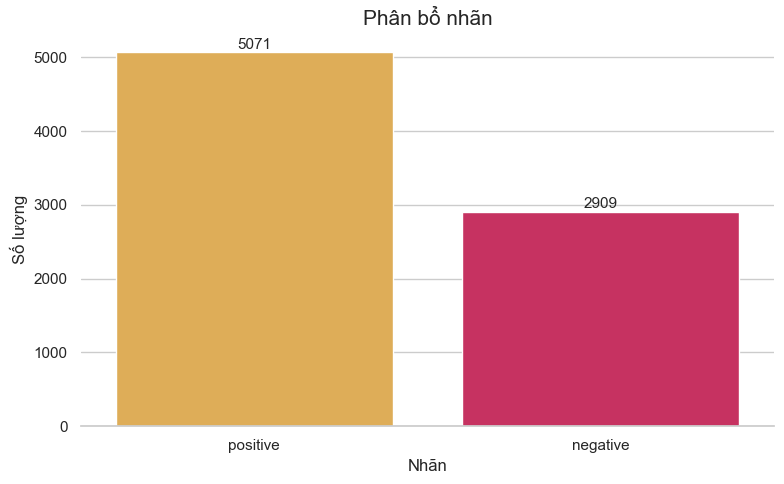 Phân bổ nhãn
5071
5000
4000
3000
2909
2000
1000
0
Số lượng
positive
negative
Nhãn